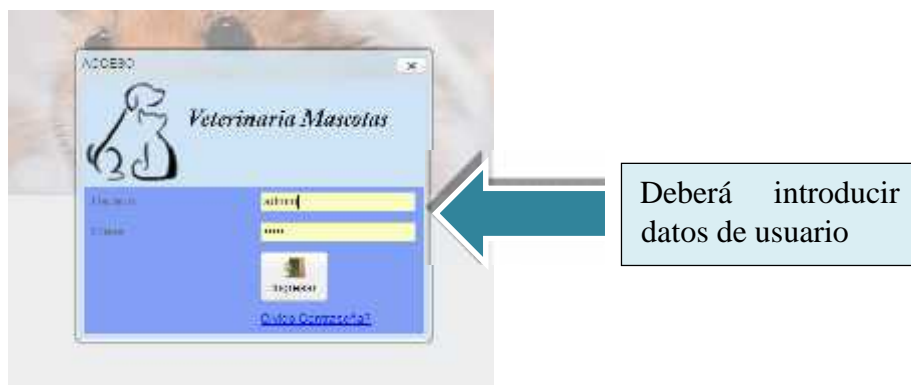 ACCESO
Veterinaria Mascotas
Usuario
admin
Clave
Ingresar
Olvido Contraseña?
Deberá introducir
datos de usuario